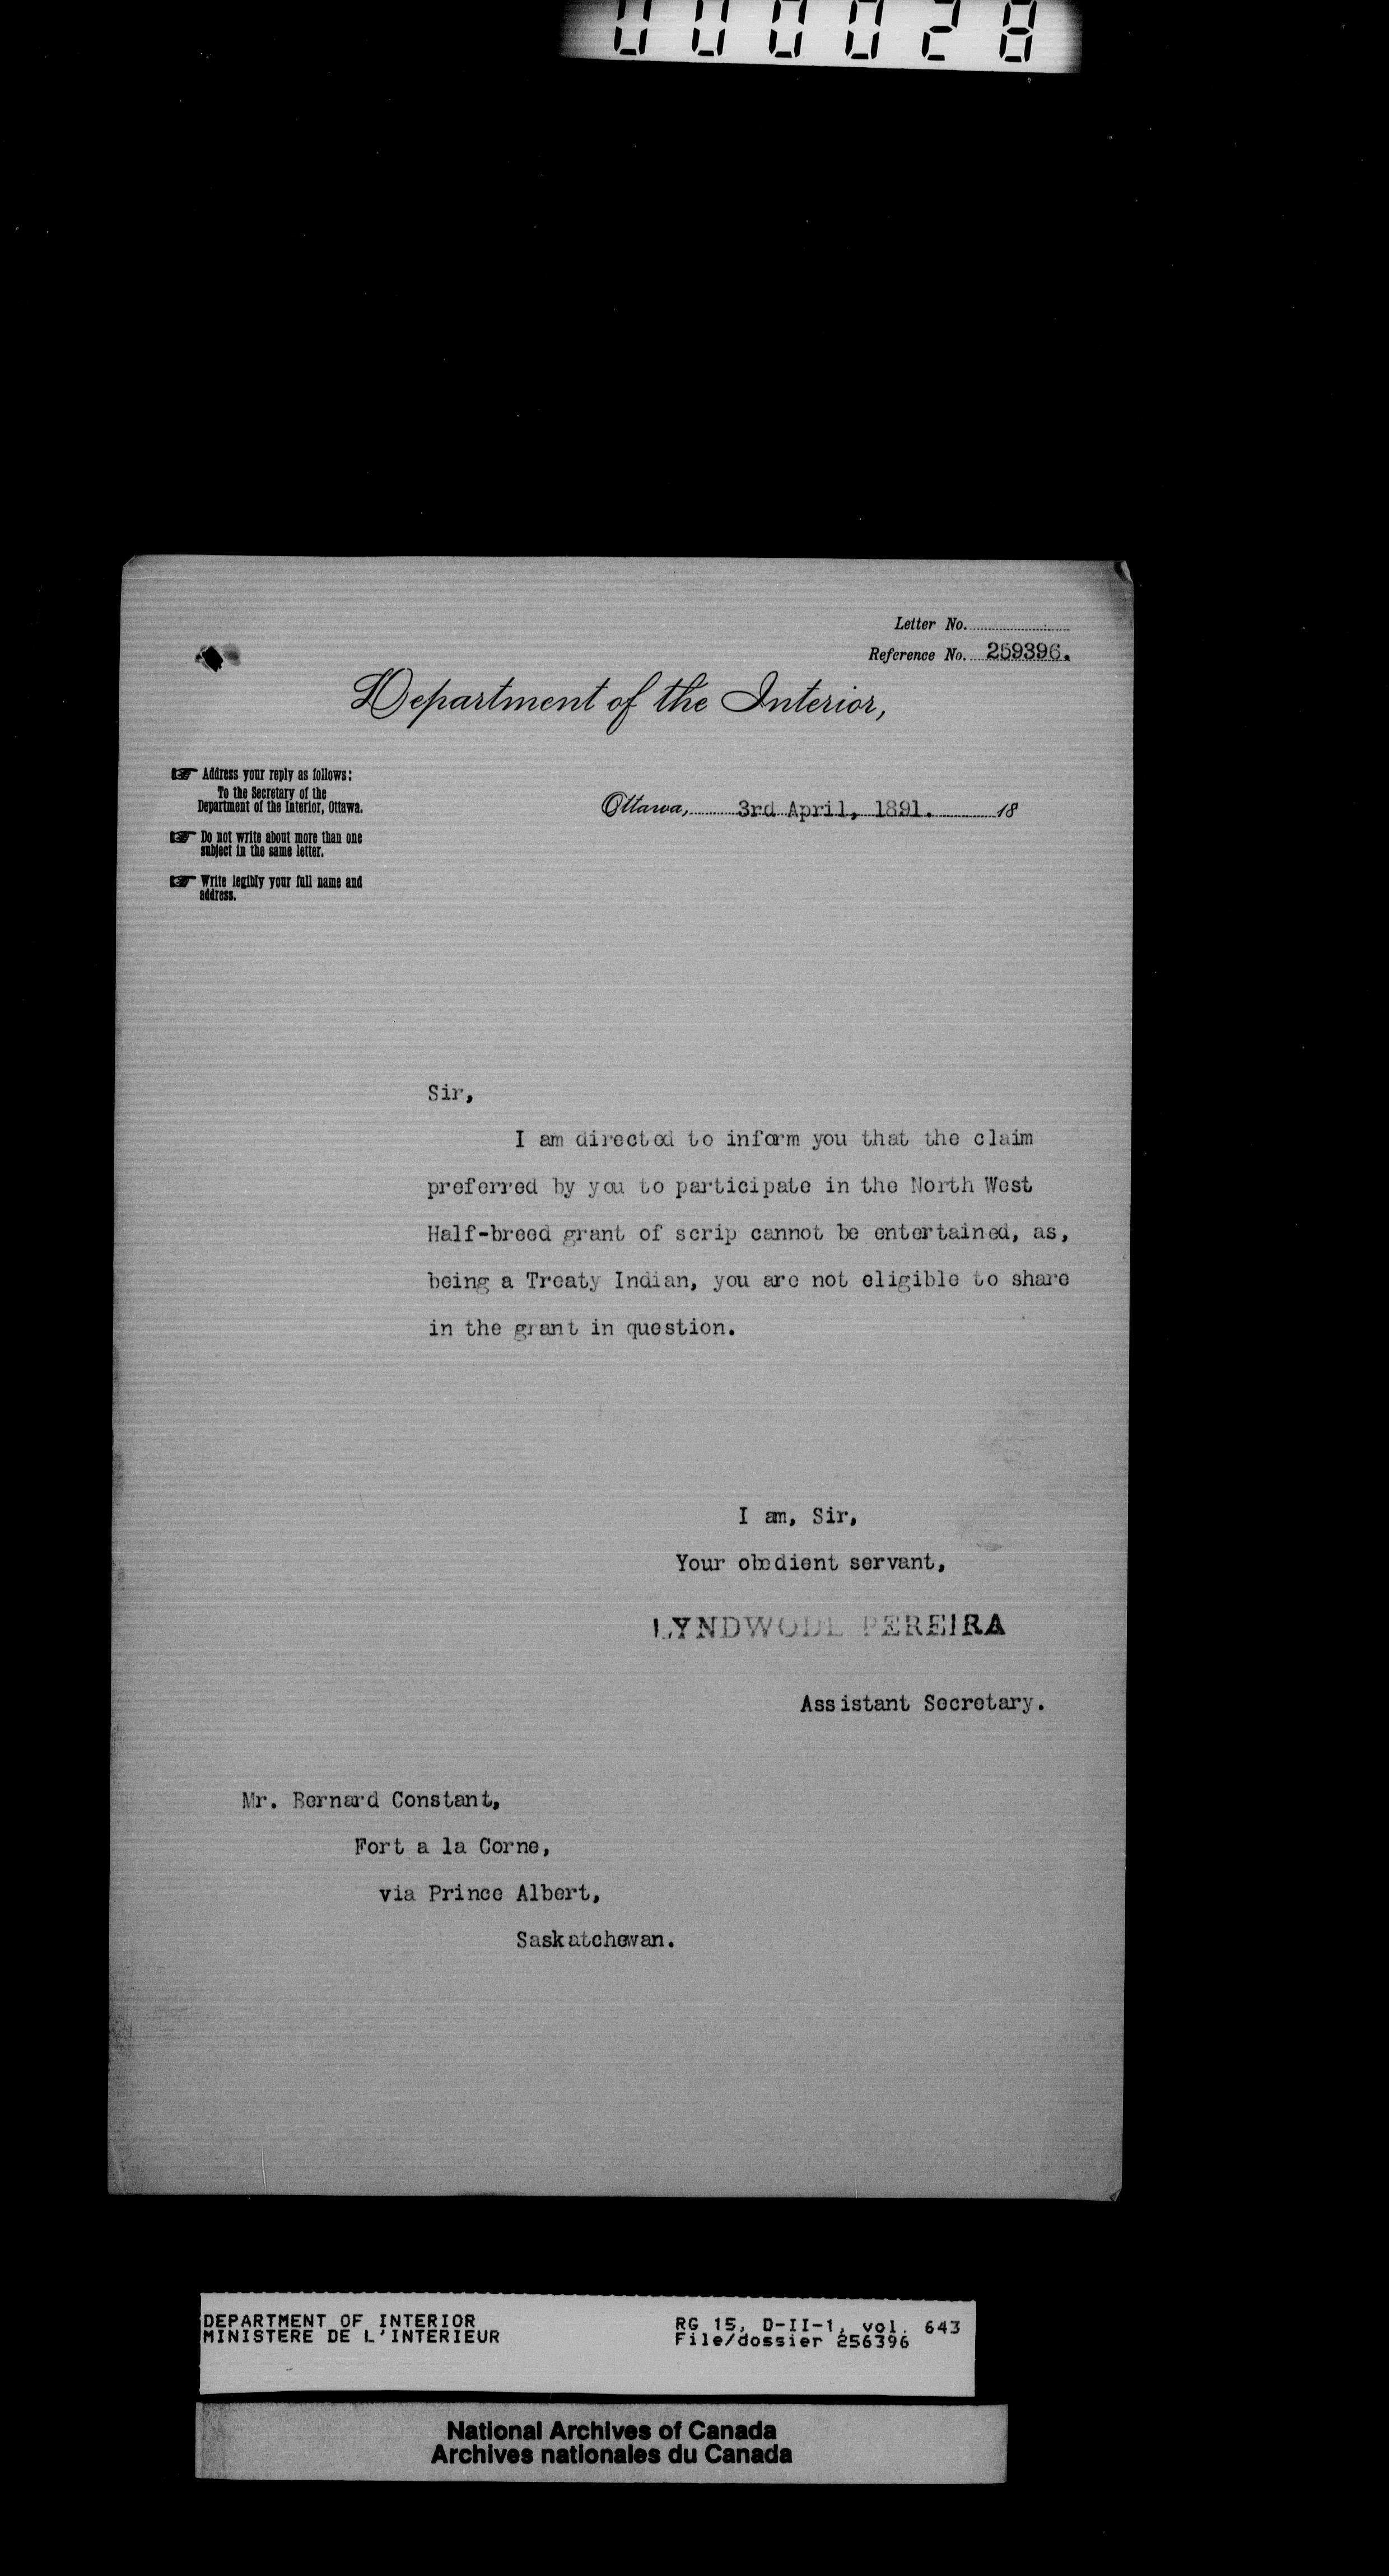 000028
Letter No.
Reference No. 259396.
Department of the Interior,
Address your reply as follows:
To the Secretary of the
Department of the Interior, Ottawa.
Do not write about more than one
subject in the same letter.
Write legibly your full name and
address.
Ottawa, 3rd April, 1891. 18
Sir,
I am directed to inform you that the claim
preferred by you to participate in the North West
Half-breed grant of scrip cannot be entertained, as,
being a Treaty Indian, you are not eligible to share
in the grant in question.
I am, Sir,
Your obedient servant,
LYNDWODE PEREIRA
Assistant Secretary.
Mr. Bernard Constant,
Fort a la Corne,
via Prince Albert,
Saskatchewan.
DEPARTMENT OF INTERIOR
MINISTERE DE L'INTERIEUR
RG 15, D-II-1, vol. 643
File/dossier 256396
National Archives of Canada
Archives nationales du Canada